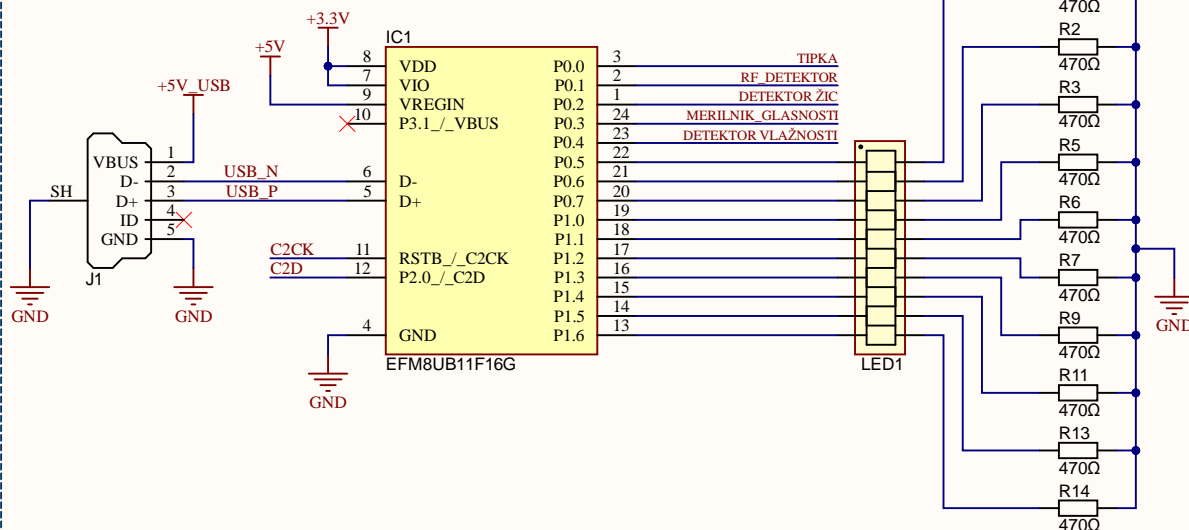 470Ω
+3.3V
R2
IC1
+5V
470Ω
8
VDD
P0.0
3
TIPKA
7
VIO
P0.1
2
RF_DETEKTOR
+5V_USB
9
VREGIN
P0.2
1
DETEKTOR ŽIC
R3
10
P3.1_/_VBUS
P0.3
24
MERILNIK_GLASNOSTI
470Ω
P0.4
23
DETEKTOR VLAŽNOSTI
VBUS
1
P0.5
22
R5
D-
2
USB_N
6
D-
P0.6
21
470Ω
SH
D+
3
USB_P
5
D+
P0.7
20
ID
4
P1.0
19
R6
GND
5
P1.1
18
470Ω
C2CK
11
RSTB_/_C2CK
P1.2
17
R7
C2D
12
P2.0_/_C2D
P1.3
16
470Ω
J1
P1.4
15
GND
GND
P1.5
14
R9
GND
4
GND
P1.6
13
470Ω
EFM8UB11F16G
LED1
R11
GND
470Ω
R13
470Ω
R14
470Ω